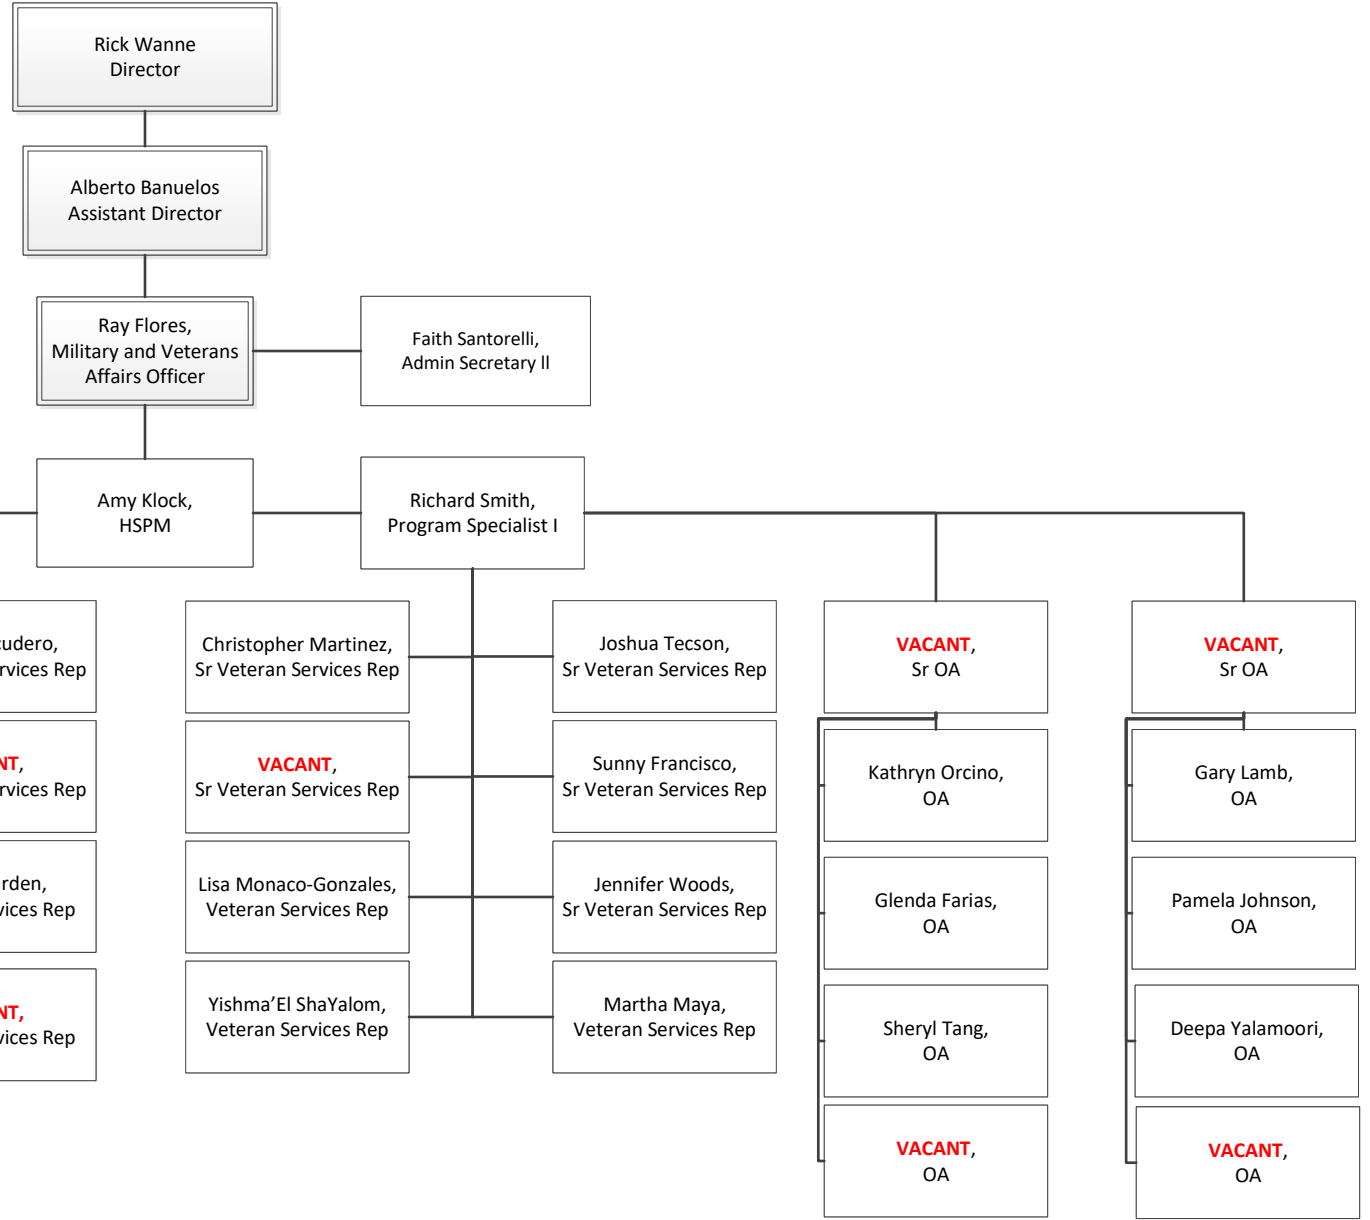 Rick Wanne
Director
Alberto Banuelos
Assistant Director
Ray Flores,
Military and Veterans
Affairs Officer
Faith Santorelli,
Admin Secretary ll
Amy Klock,
HSPM
Richard Smith,
Program Specialist I
Rep
Rep
Rep
Rep
Christopher Martinez,
Sr Veteran Services Rep
VACANT,
Sr Veteran Services Rep
Lisa Monaco-Gonzales,
Veteran Services Rep
Yishma’El ShaYalom,
Veteran Services Rep
Joshua Tecson,
Sr Veteran Services Rep
Sunny Francisco,
Sr Veteran Services Rep
Jennifer Woods,
Sr Veteran Services Rep
Martha Maya,
Veteran Services Rep
VACANT,
Sr OA
Kathryn Orcino,
OA
Glenda Farias,
OA
Sheryl Tang,
OA
VACANT,
OA
VACANT,
Sr OA
Gary Lamb,
OA
Pamela Johnson,
OA
Deepa Yalamoori,
OA
VACANT,
OA